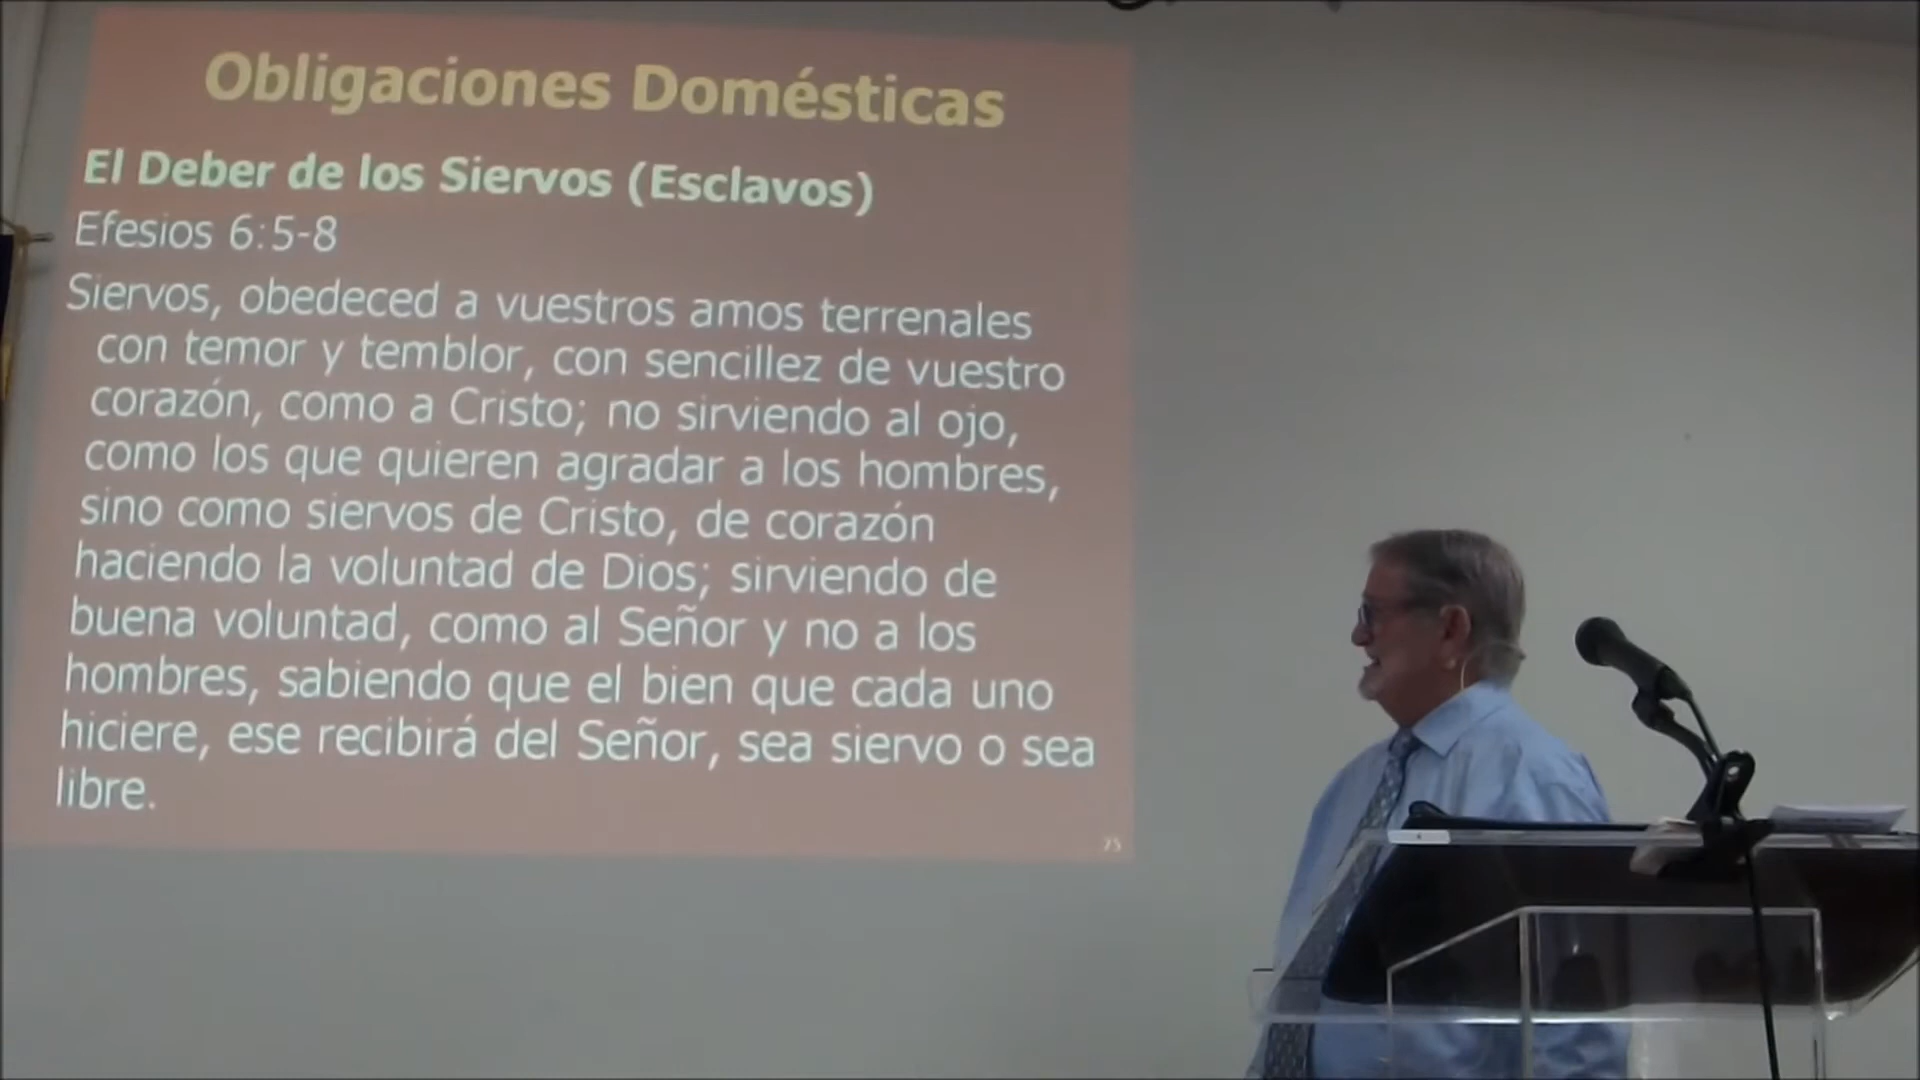 Obligaciones Domésticas
El Deber de los Siervos (Esclavos)
Efesios 6:5-8
Siervos, obedeced a vuestros amos terrenales
con temor y temblor, con sencillez de vuestro
corazón, como a Cristo; no sirviendo al ojo,
como los que quieren agradar a los hombres,
sino como siervos de Cristo, de corazón
haciendo la voluntad de Dios; sirviendo de
buena voluntad, como al Señor y no a los
hombres, sabiendo que el bien que cada uno
hiciere, ese recibirá del Señor, sea siervo o sea
libre.
75